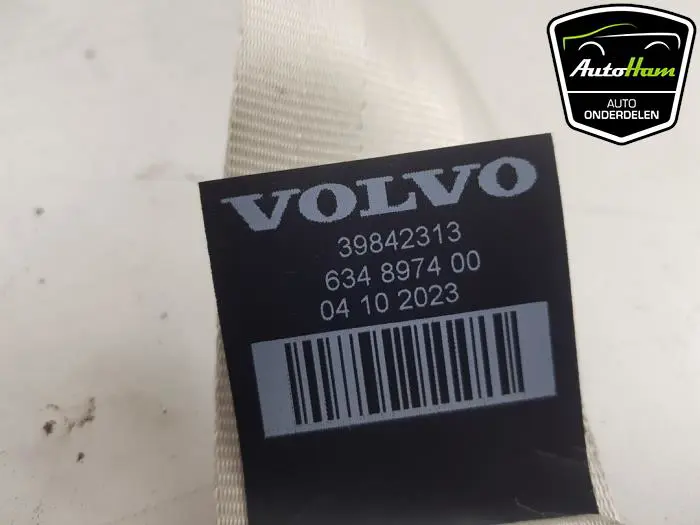 AutoHam
AUTO
ONDERDELEN
VOLVO
39842313
634 8974 00
04 10 2023